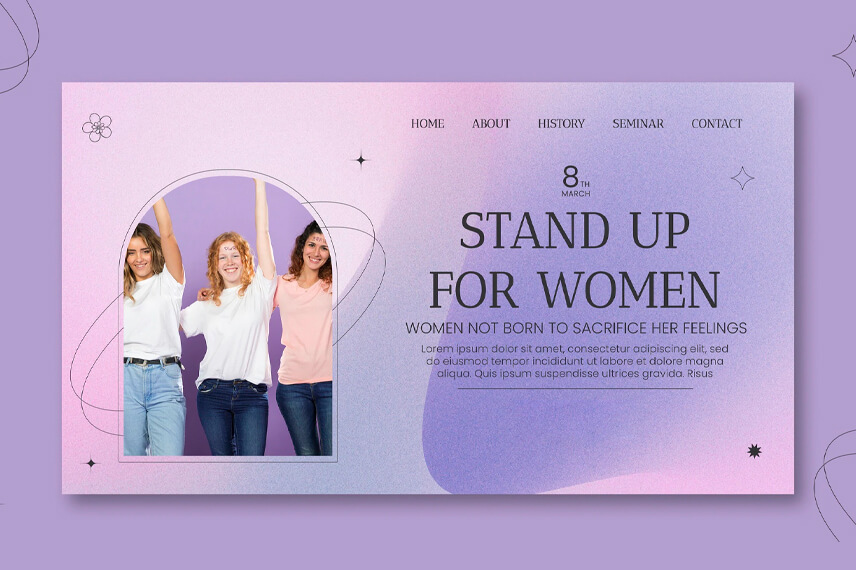 HOME ABOUT HISTORY SEMINAR CONTACT
8TH
MARCH
STAND UP
FOR WOMEN
WOMEN NOT BORN TO SACRIFICE HER FEELINGS
Lorem ipsum dolor sit amet, consectetur adipiscing elit, sed
do eiusmod tempor incididunt ut labore et dolore magna
aliqua. Quis ipsum suspendisse ultrices gravida. Risus